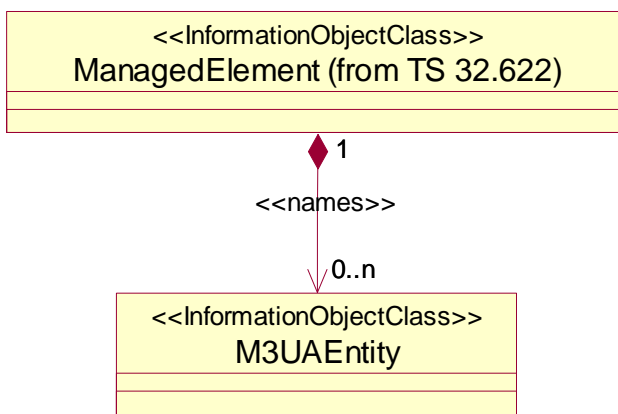 <<InformationObjectClass>>
ManagedElement (from TS 32.622)
1
<<names>>
0..n
<<InformationObjectClass>>
M3UAEntity